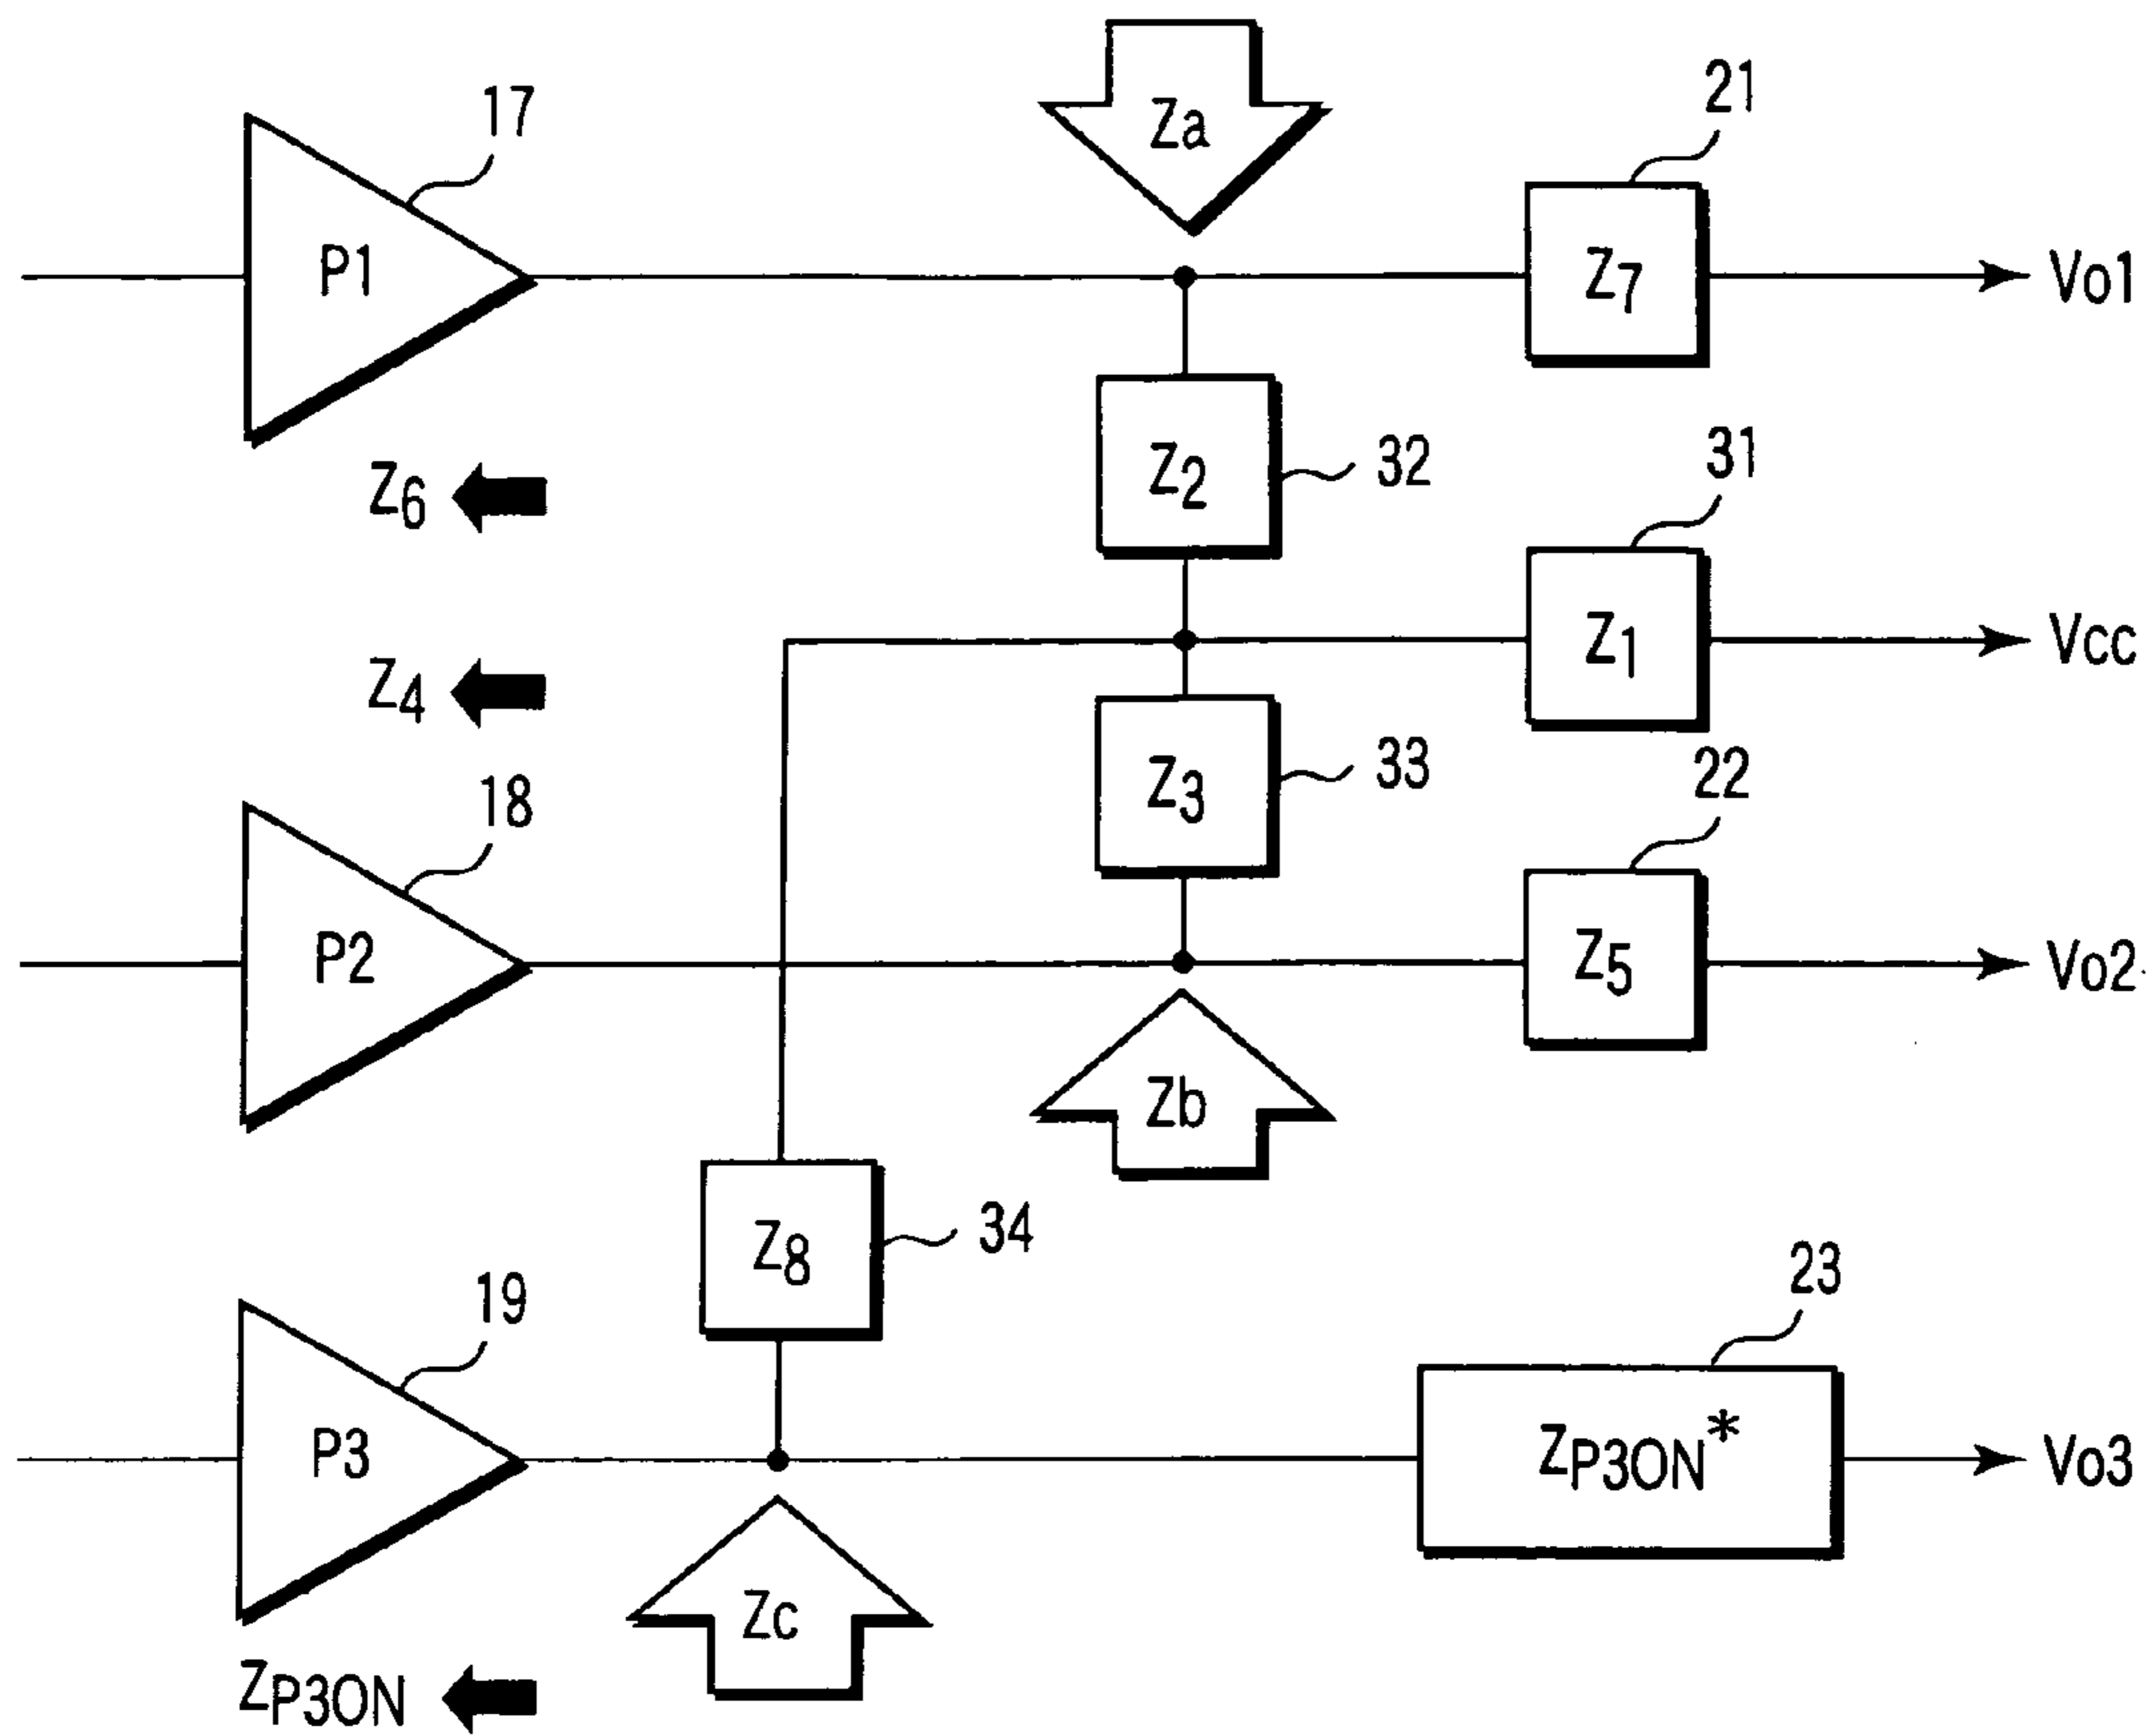 17
Za
21
P1
Z7
Vo1
Z2
32
31
Z6
Z1
Vcc
Z4
Z3
33
22
18
P2
Z5
Vo2
Zb
Z8
34
23
19
P3
ZP3ON*
Vo3
Zc
ZP3ON